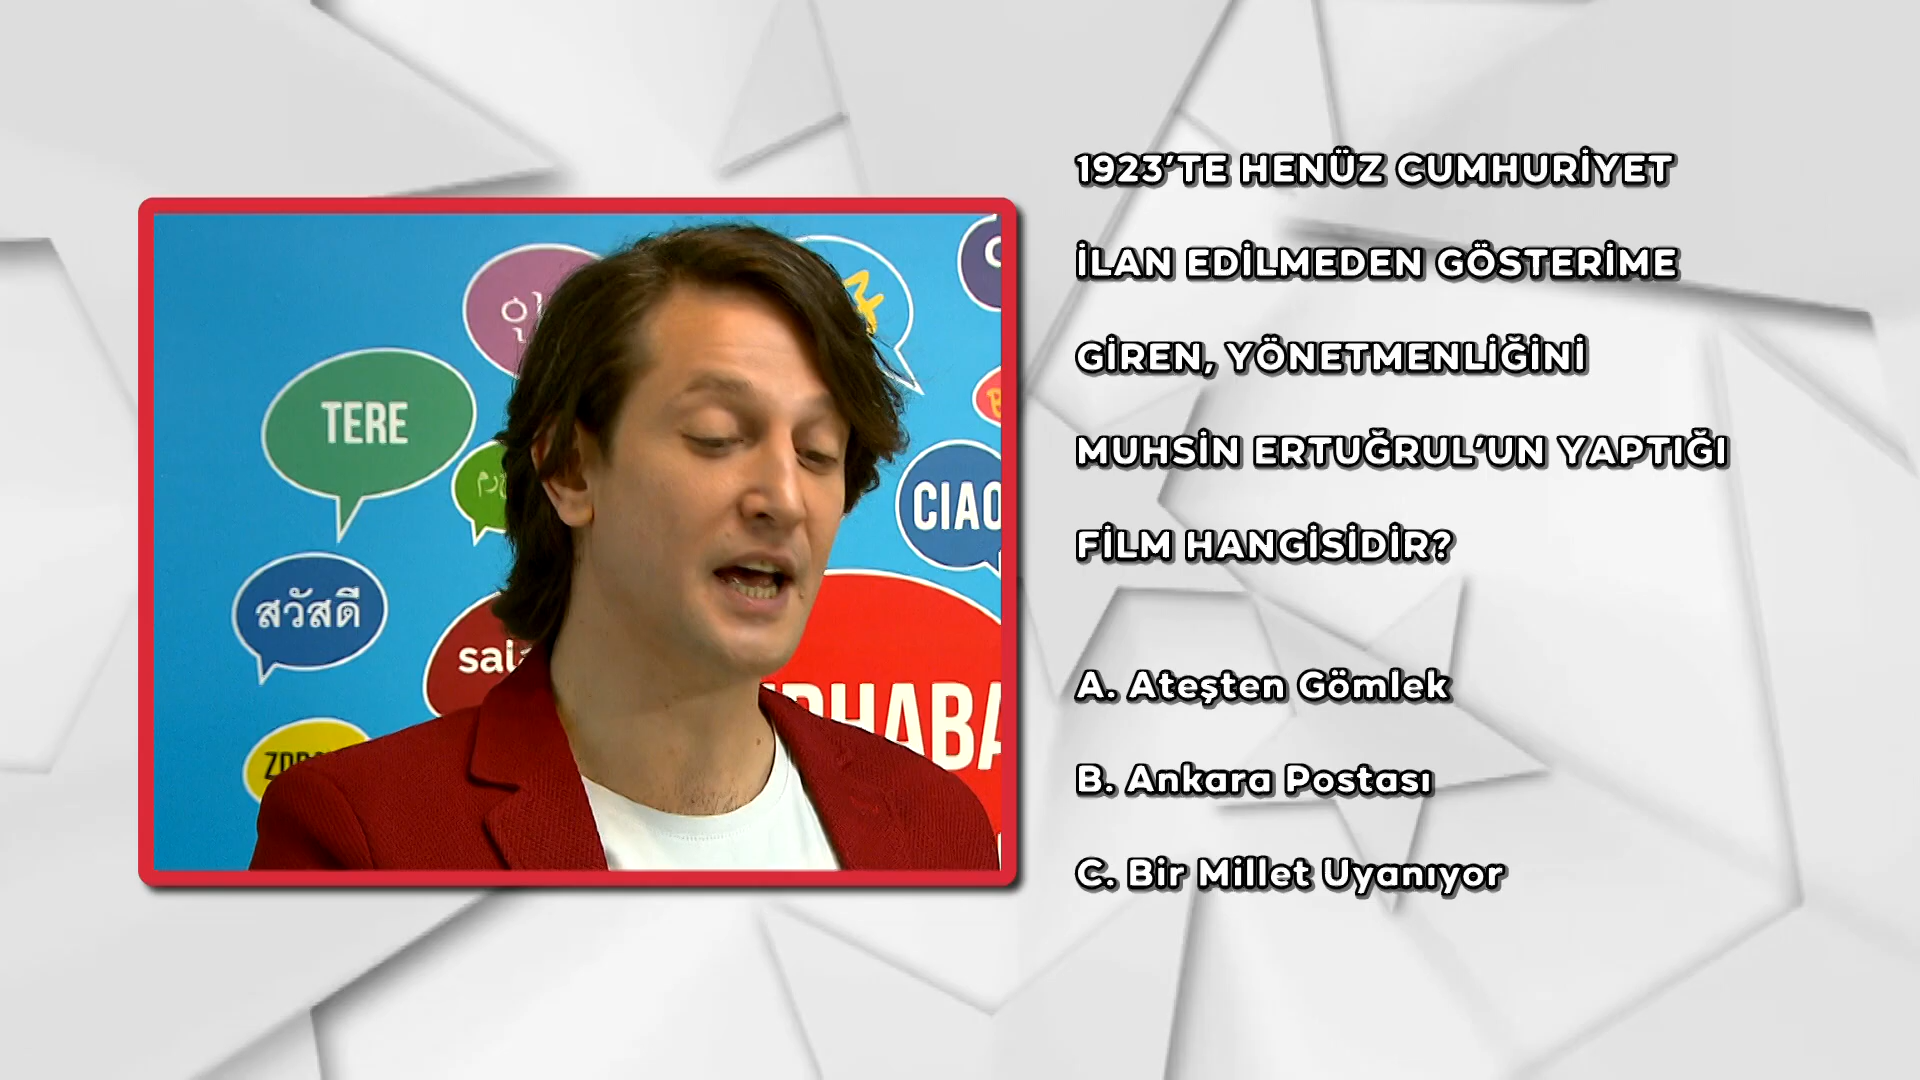 1923’TE HENÜZ CUMHURİYET
İLAN EDİLMEDEN GÖSTERİME
GİREN, YÖNETMENLİĞİNİ
MUHSİN ERTUĞRUL’UN YAPTIĞI
FİLM HANGİSİDİR?
A. Ateşten Gömlek
B. Ankara Postası
C. Bir Millet Uyanıyor
TERE
CIAO
สวัสดี